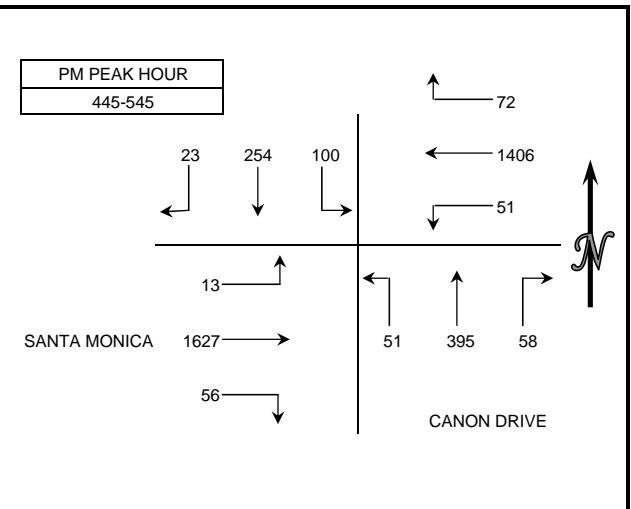 PM PEAK HOUR
445-545
72
23 254 100 1406
51
13
SANTA MONICA 1627 51 395 58
56
CANON DRIVE
N